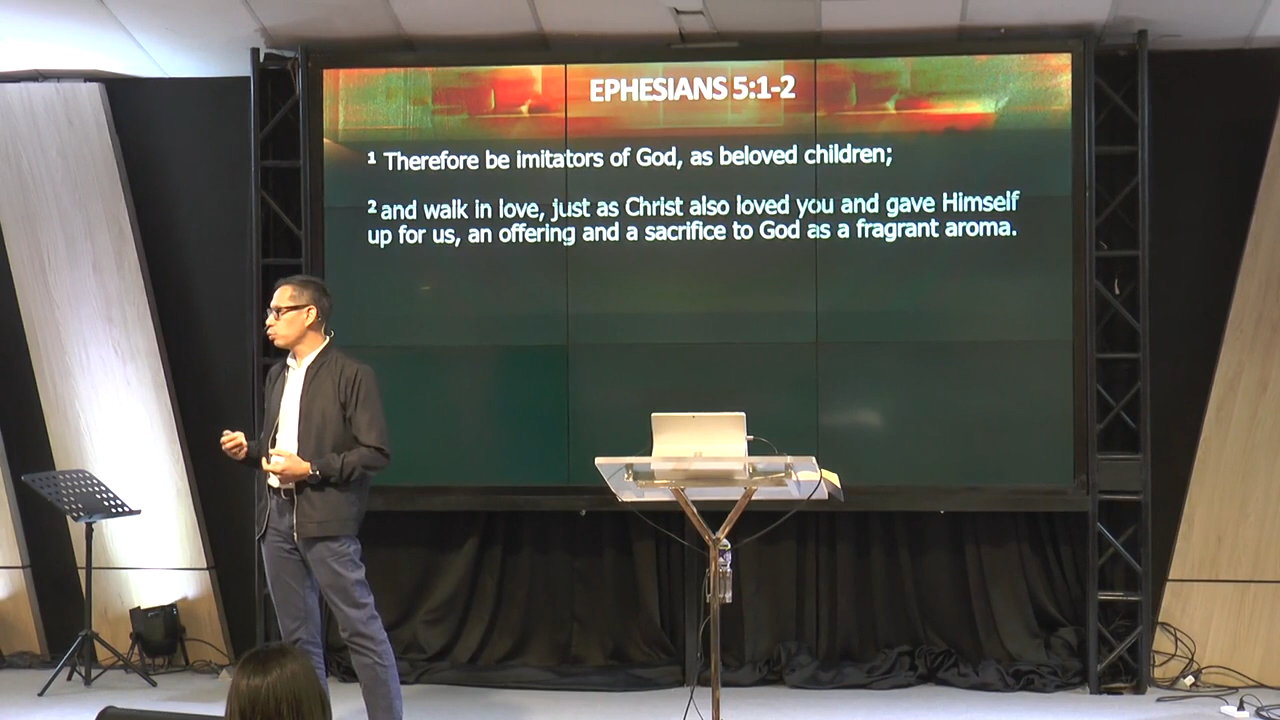 EPHESIANS 5:1-2
1 Therefore be imitators of God, as beloved children;
2 and walk in love, just as Christ also loved you and gave Himself
up for us, an offering and a sacrifice to God as a fragrant aroma.